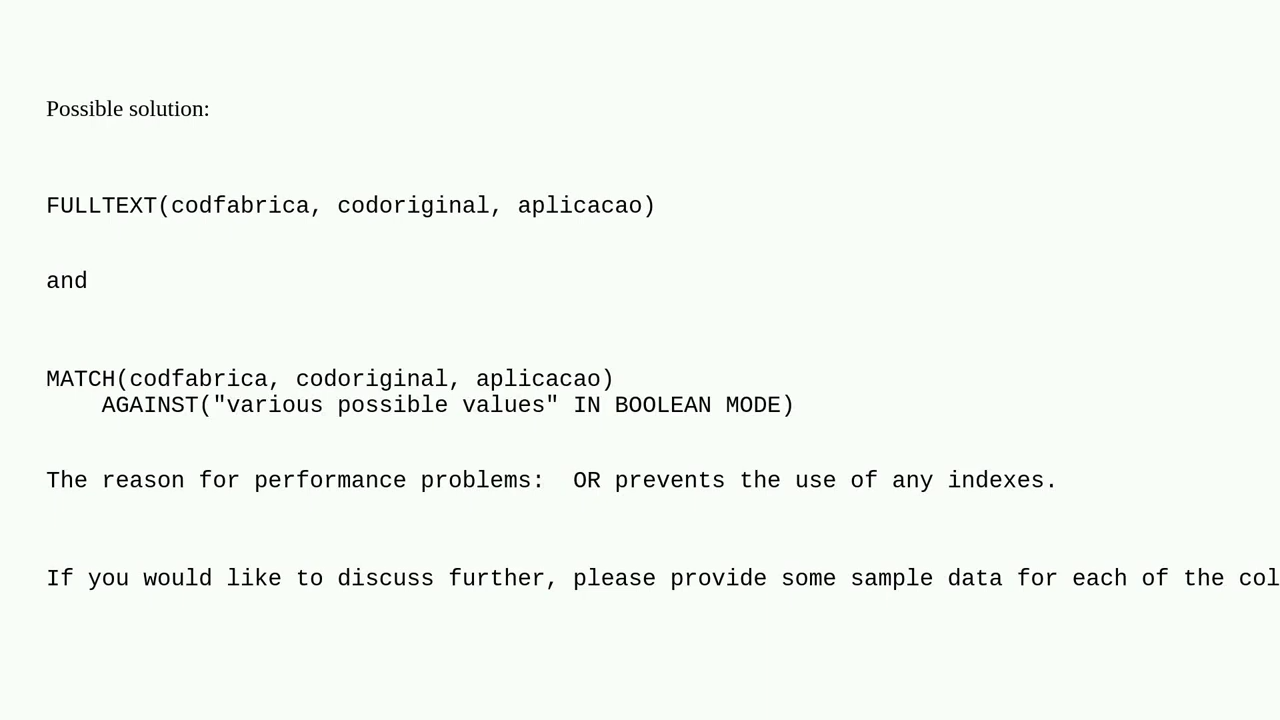 Possible solution:
FULLTEXT(codfabrica, codoriginal, aplicacao)
and
MATCH(codfabrica, codoriginal, aplicacao)
    AGAINST("various possible values" IN BOOLEAN MODE)
The reason for performance problems:  OR prevents the use of any indexes.
If you would like to discuss further, please provide some sample data for each of the col